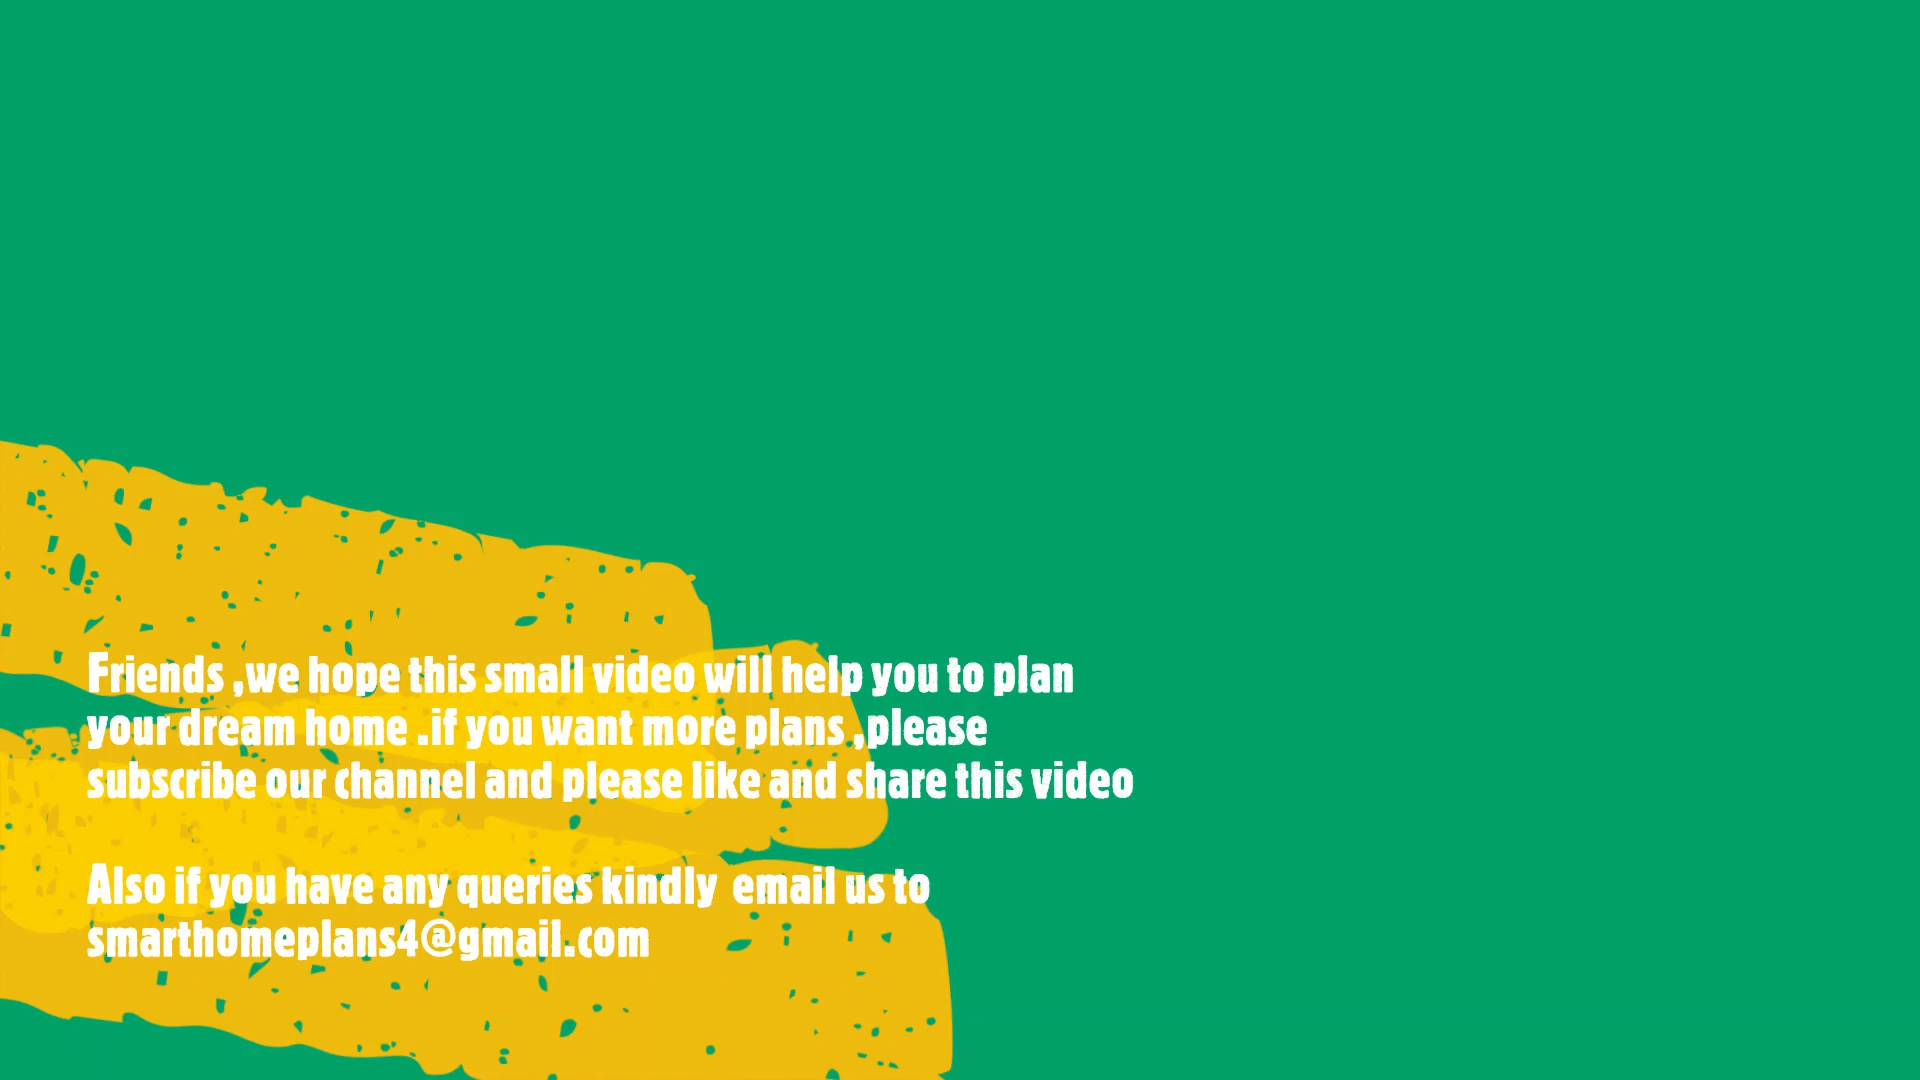 Friends ,we hope this small video will help you to plan
your dream home .if you want more plans ,please
subscribe our channel and please like and share this video
Also if you have any queries kindly  email us to
smarthomeplans4@gmail.com